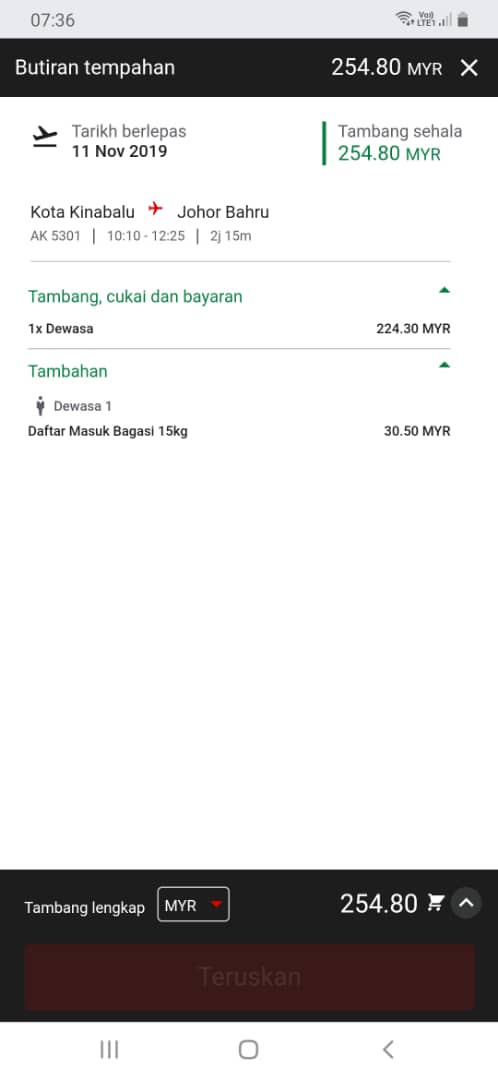 07:36
Vo)) LTE1
Butiran tempahan 254.80 MYR
Tarikh berlepas
11 Nov 2019
Tambang sehala
254.80 MYR
Kota Kinabalu Johor Bahru
AK 5301 | 10:10 - 12:25 | 2j 15m
Tambang, cukai dan bayaran
1x Dewasa 224.30 MYR
Tambahan
Dewasa 1
Daftar Masuk Bagasi 15kg 30.50 MYR
Tambang lengkap MYR 254.80
Teruskan